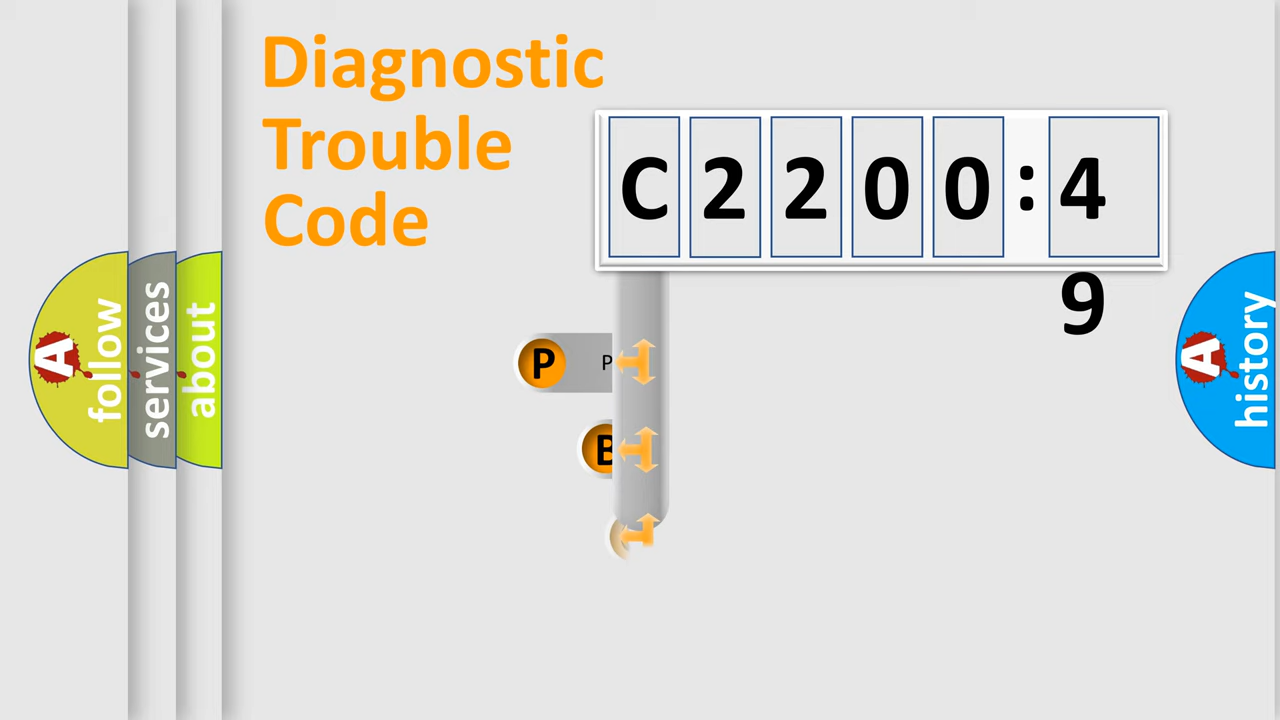 Diagnostic
Trouble
Code
C2200:4
9
P
P
B
A
follow
services
about
A
history